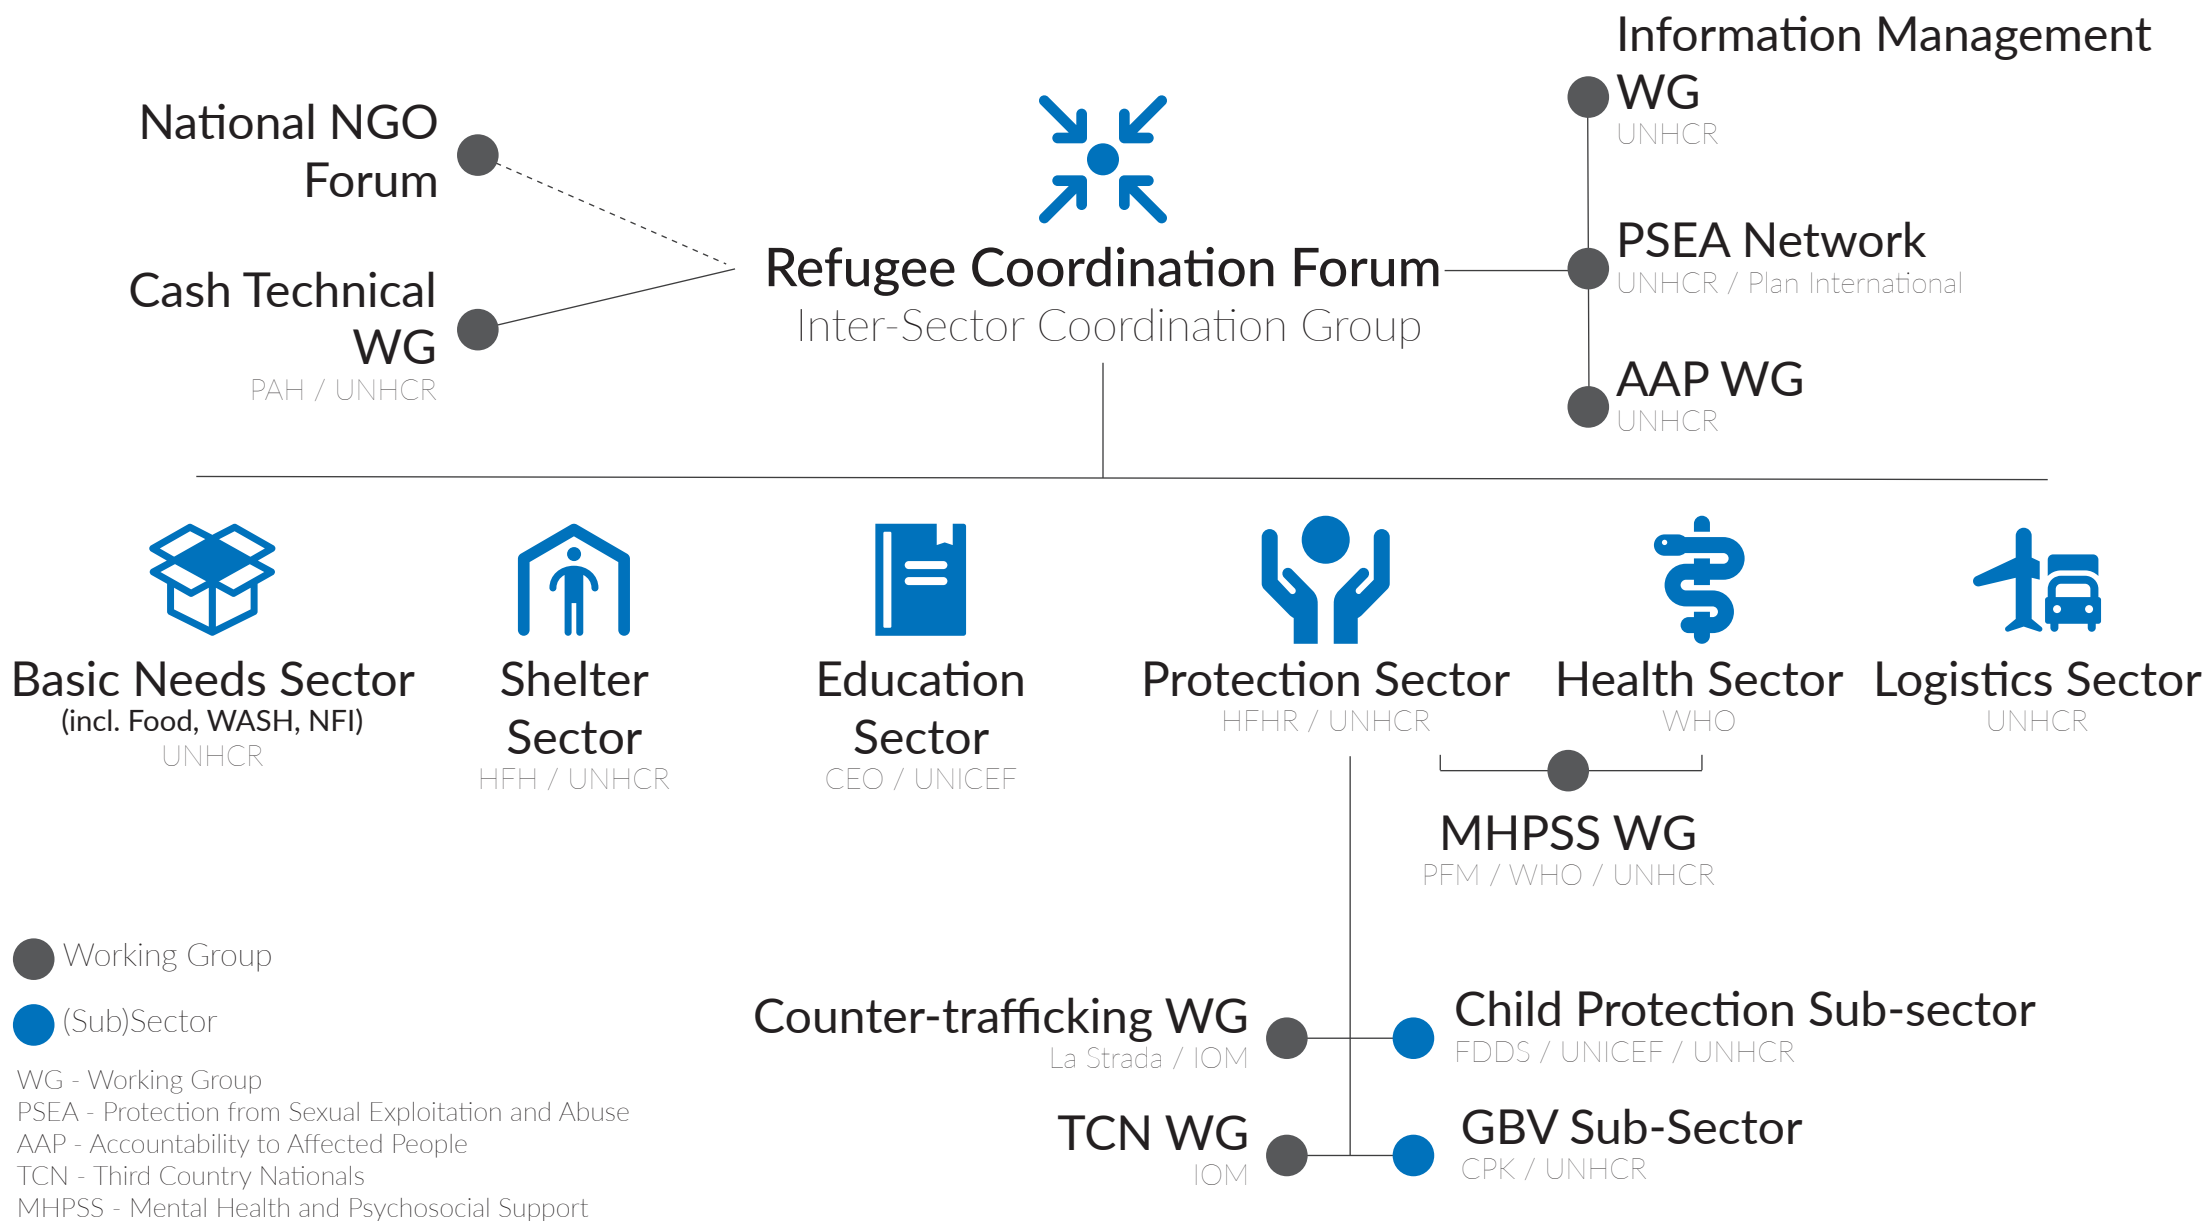 National NGO
Forum
Cash Technical
WG
PAH / UNHCR
Refugee Coordination Forum
Inter-Sector Coordination Group
Information Management
WG
UNHCR
PSEA Network
UNHCR / Plan International
AAP WG
UNHCR
Basic Needs Sector
(incl. Food, WASH, NFI)
UNHCR
Shelter
Sector
HFH / UNHCR
Education
Sector
CEO / UNICEF
Protection Sector
HFHR / UNHCR
Health Sector
WHO
Logistics Sector
UNHCR
MHPSS WG
PFM / WHO / UNHCR
Counter-trafficking WG
La Strada / IOM
Child Protection Sub-sector
FDDS / UNICEF / UNHCR
TCN WG
IOM
GBV Sub-Sector
CPK / UNHCR
Working Group
(Sub)Sector
WG - Working Group
PSEA - Protection from Sexual Exploitation and Abuse
AAP - Accountability to Affected People
TCN - Third Country Nationals
MHPSS - Mental Health and Psychosocial Support